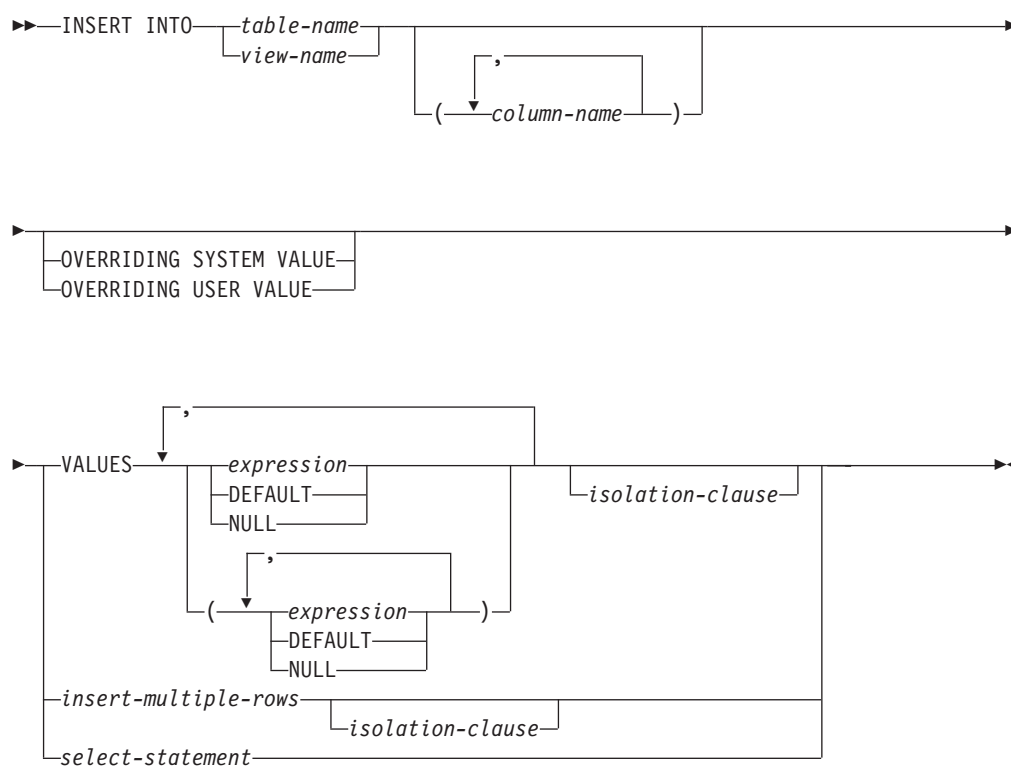 INSERT INTO table-name
view-name
,
( column-name )
OVERRIDING SYSTEM VALUE
OVERRIDING USER VALUE
,
VALUES expression
DEFAULT
NULL
isolation-clause
,
( expression )
DEFAULT
NULL
insert-multiple-rows
isolation-clause
select-statement